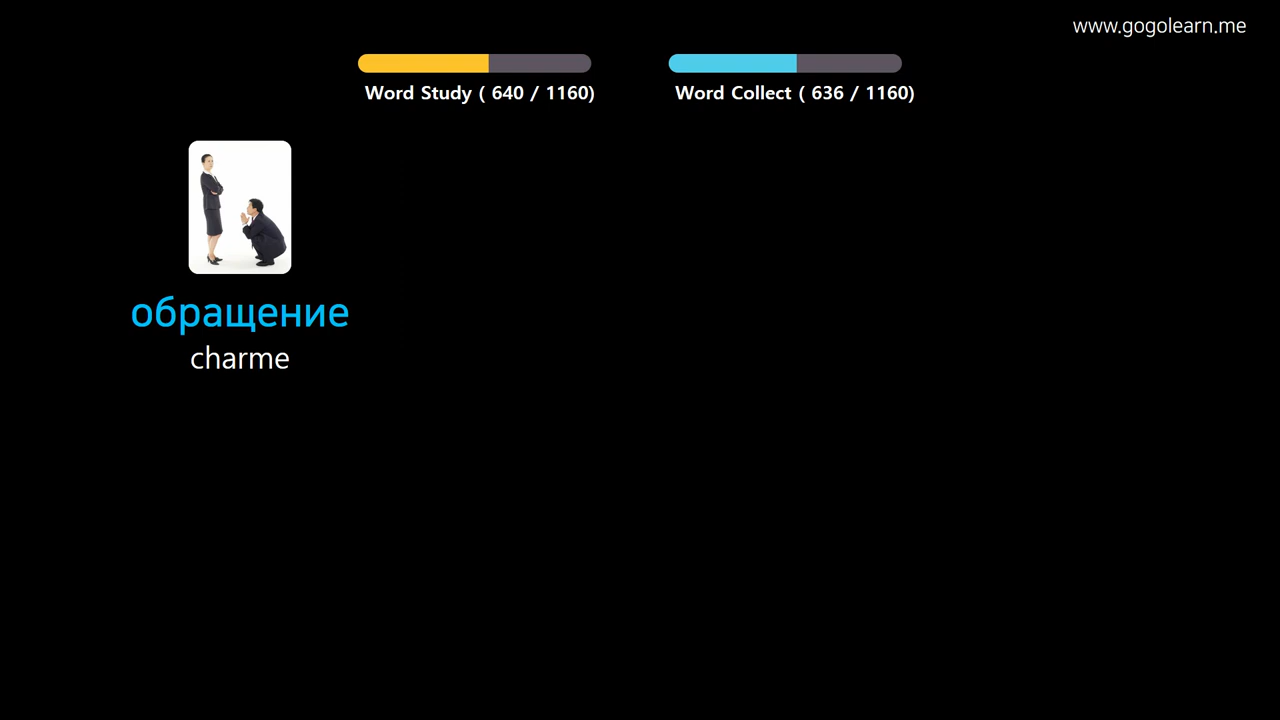 www.gogolearn.me
Word Study ( 640 / 1160)
Word Collect ( 636 / 1160)
обращение
charme